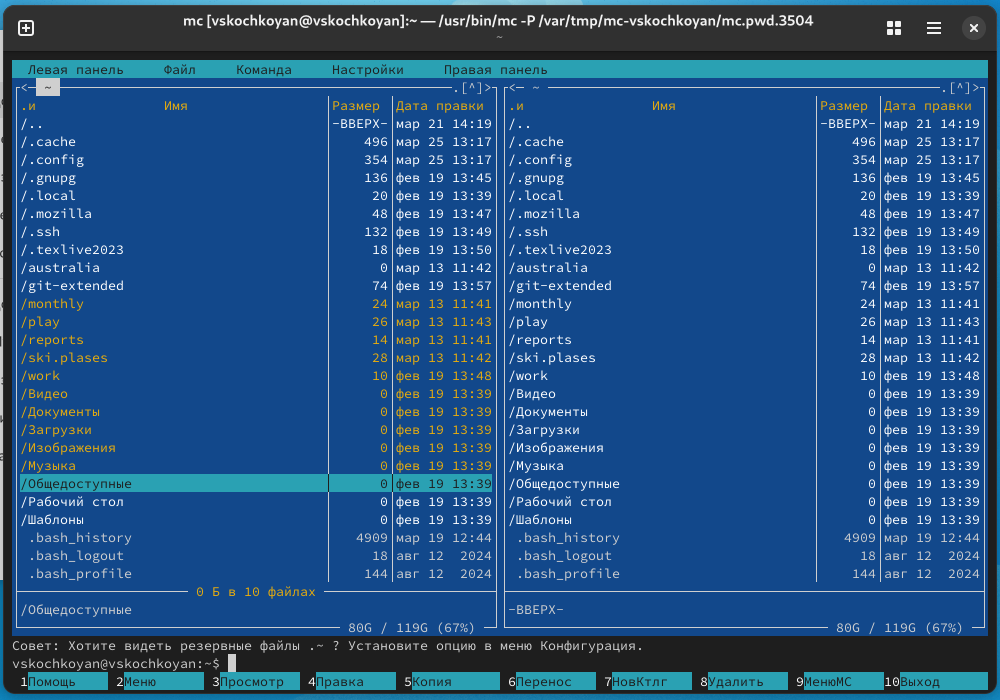 mc [vskochkoyan@vskochkoyan]:~ — /usr/bin/mc -P /var/tmp/mc-vskochkoyan/mc.pwd.3504
~
Левая панель Файл Команда Настройки Правая панель
<─ ~ .[^]> <─ ~ .[^]>
.и Имя Размер Дата правки .и Имя Размер Дата правки
/.. -ВВЕРХ- мар 21 14:19 /.. -ВВЕРХ- мар 21 14:19
/.cache 496 мар 25 13:17 /.cache 496 мар 25 13:17
/.config 354 мар 25 13:17 /.config 354 мар 25 13:17
/.gnupg 136 фев 19 13:45 /.gnupg 136 фев 19 13:45
/.local 20 фев 19 13:39 /.local 20 фев 19 13:39
/.mozilla 48 фев 19 13:47 /.mozilla 48 фев 19 13:47
/.ssh 132 фев 19 13:49 /.ssh 132 фев 19 13:49
/.texlive2023 18 фев 19 13:50 /.texlive2023 18 фев 19 13:50
/australia 0 мар 13 11:42 /australia 0 мар 13 11:42
/git-extended 74 фев 19 13:57 /git-extended 74 фев 19 13:57
/monthly 24 мар 13 11:41 /monthly 24 мар 13 11:41
/play 26 мар 13 11:43 /play 26 мар 13 11:43
/reports 14 мар 13 11:41 /reports 14 мар 13 11:41
/ski.plases 28 мар 13 11:42 /ski.plases 28 мар 13 11:42
/work 10 фев 19 13:48 /work 10 фев 19 13:48
/Видео 0 фев 19 13:39 /Видео 0 фев 19 13:39
/Документы 0 фев 19 13:39 /Документы 0 фев 19 13:39
/Загрузки 0 фев 19 13:39 /Загрузки 0 фев 19 13:39
/Изображения 0 фев 19 13:39 /Изображения 0 фев 19 13:39
/Музыка 0 фев 19 13:39 /Музыка 0 фев 19 13:39
/Общедоступные 0 фев 19 13:39 /Общедоступные 0 фев 19 13:39
/Рабочий стол 0 фев 19 13:39 /Рабочий стол 0 фев 19 13:39
/Шаблоны 0 фев 19 13:39 /Шаблоны 0 фев 19 13:39
.bash_history 4909 мар 19 12:44 .bash_history 4909 мар 19 12:44
.bash_logout 18 авг 12 2024 .bash_logout 18 авг 12 2024
.bash_profile 144 авг 12 2024 .bash_profile 144 авг 12 2024
0 Б в 10 файлах
/Общедоступные -ВВЕРХ-
80G / 119G (67%) 80G / 119G (67%)
Совет: Хотите видеть резервные файлы .~ ? Установите опцию в меню Конфигурация.
vskochkoyan@vskochkoyan:~$
1Помощь 2Меню 3Просмотр 4Правка 5Копия 6Перенос 7НовКтлг 8Удалить 9МенюMC 10Выход